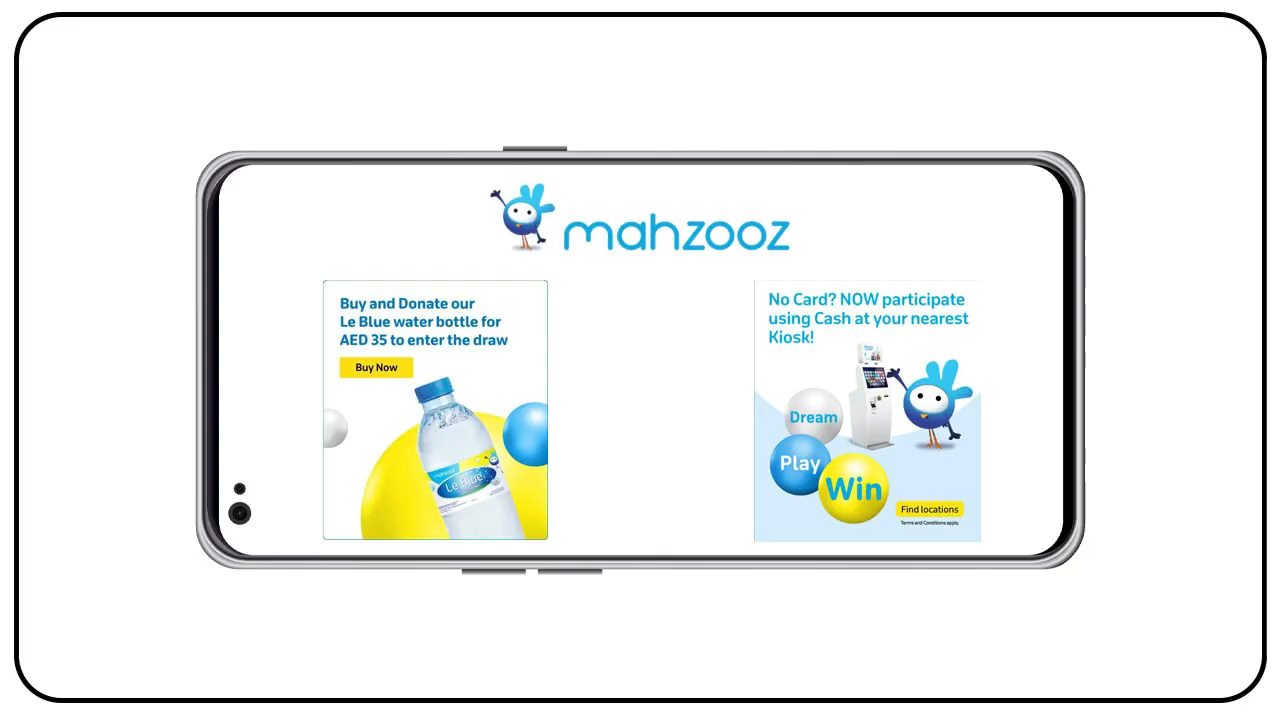 mahzooz
Buy and Donate our
Le Blue water bottle for
AED 35 to enter the draw
Buy Now
mahzooz
Le Blue
No Card? NOW participate
using Cash at your nearest
Kiosk!
Dream
Play
Win
Find locations
Terms and Conditions apply.